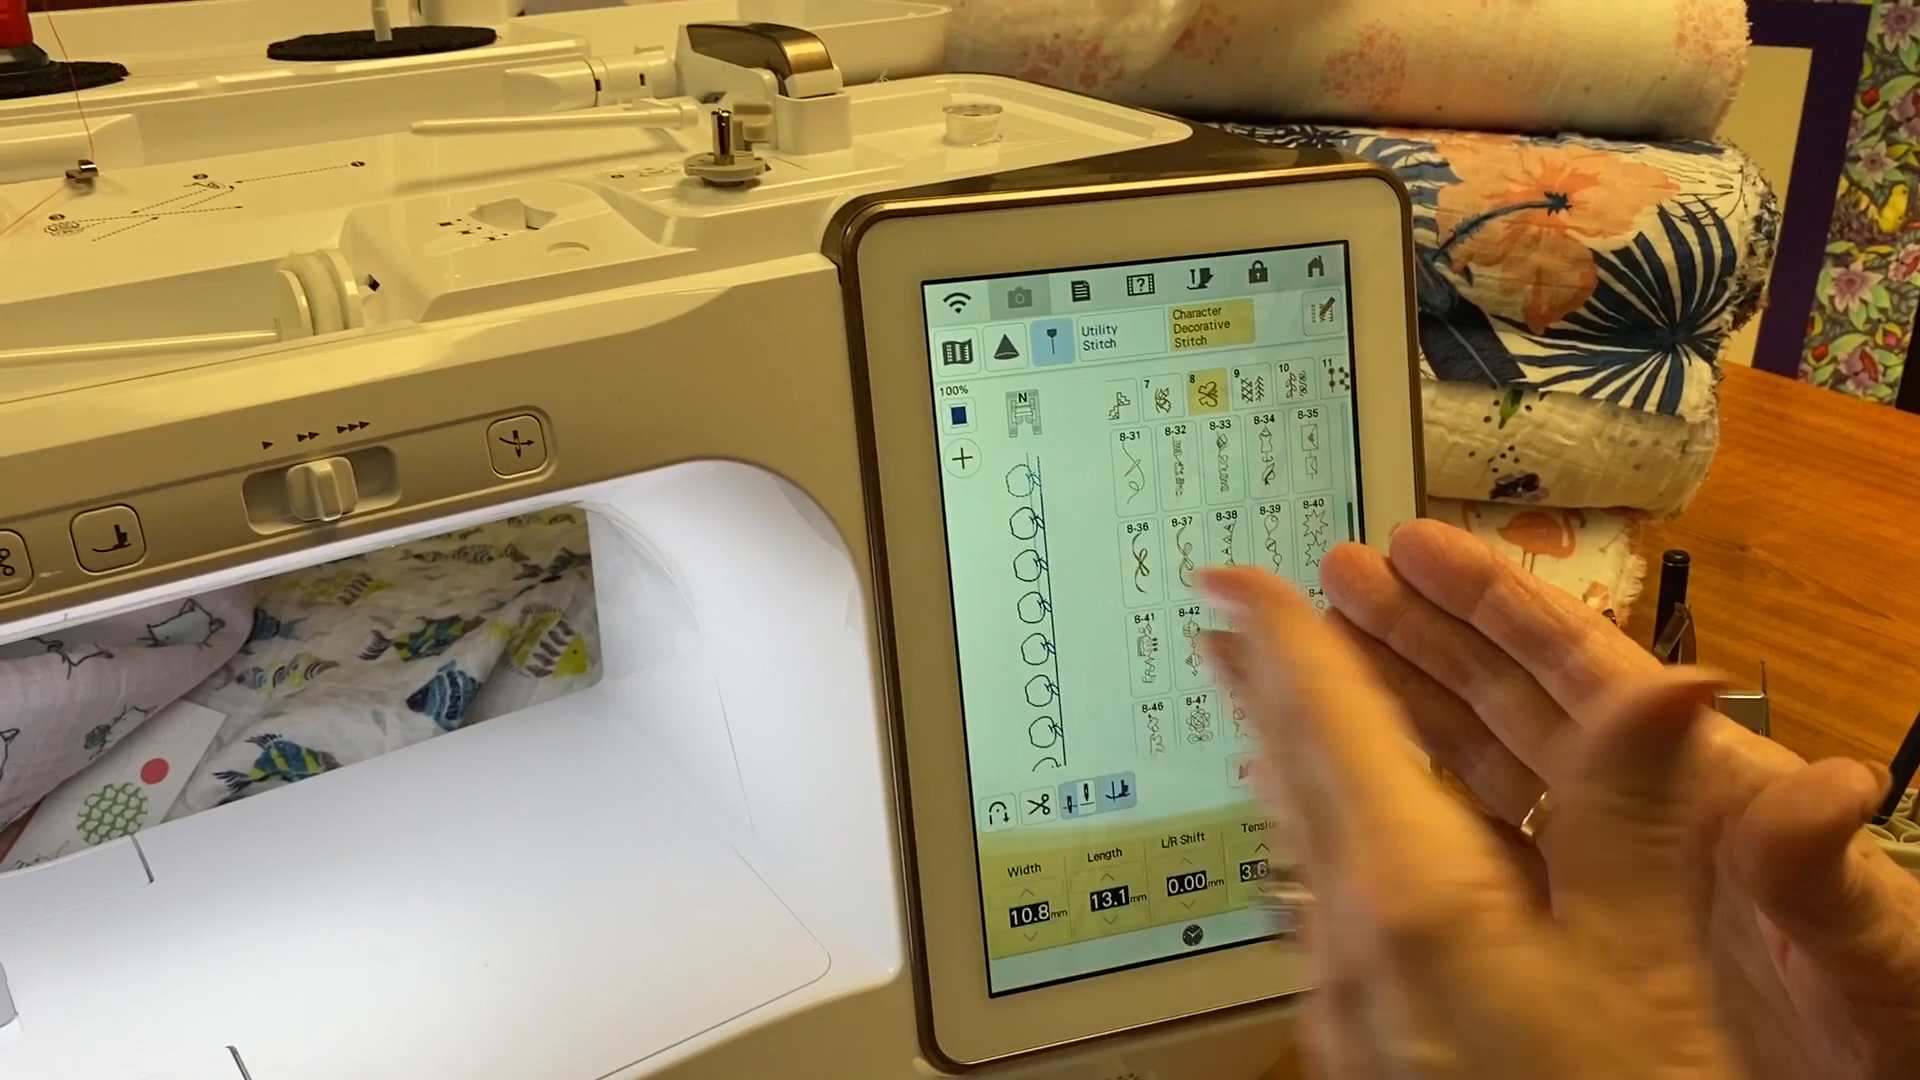 Utility
Stitch
Character
Decorative
Stitch
100%
N
7
8
9
10
11
8-31
8-32
8-33
8-34
8-35
8-36
8-37
8-38
8-39
8-40
8-41
8-42
8-46
8-47
Width
Length
L/R Shift
10.8mm
13.1mm
0.00mm
3.6